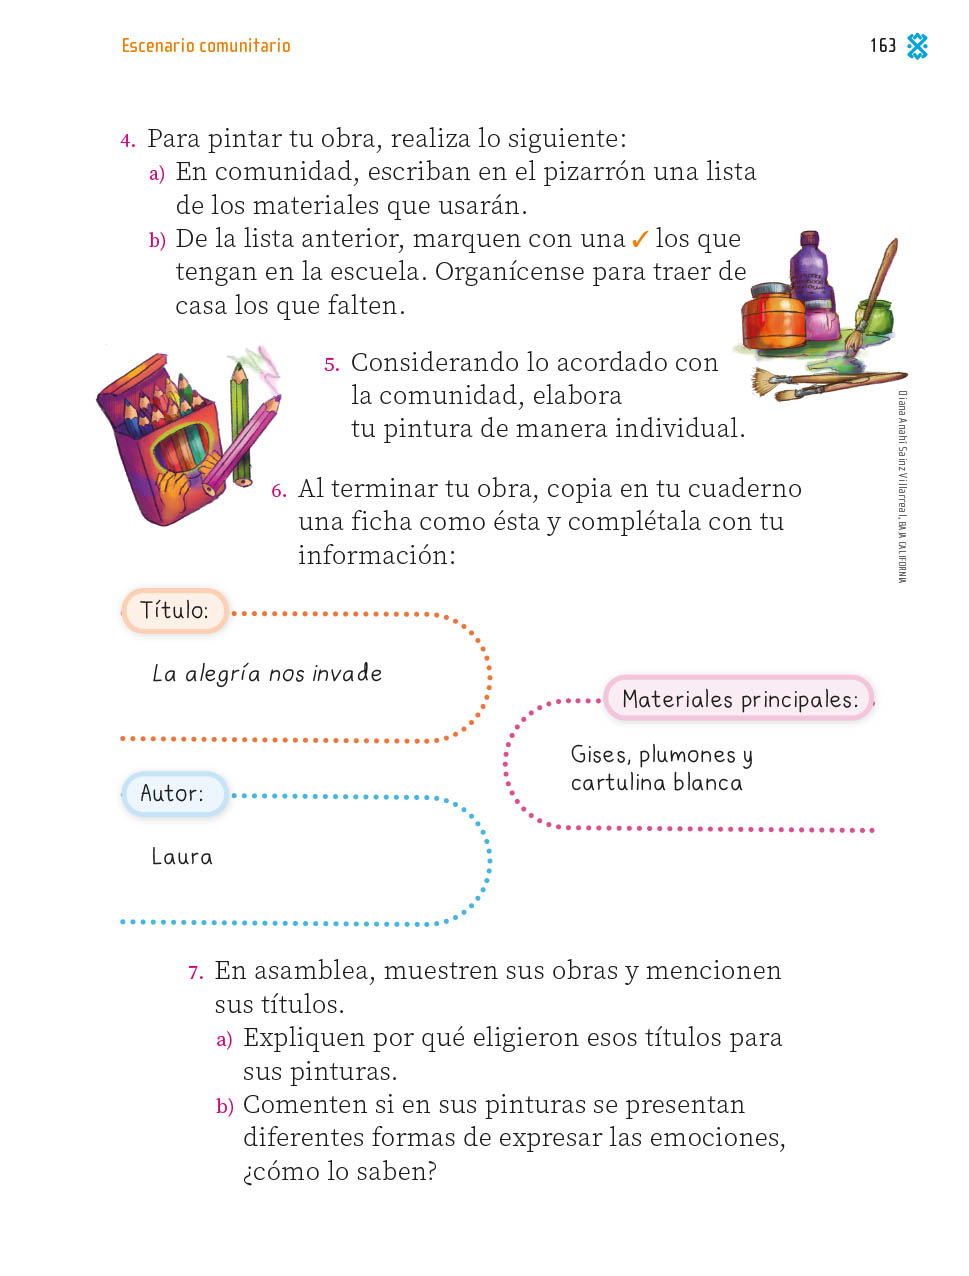 Escenario comunitario
163
4. Para pintar tu obra, realiza lo siguiente:
a) En comunidad, escriban en el pizarrón una lista
de los materiales que usarán.
b) De la lista anterior, marquen con una ✓ los que
tengan en la escuela. Organícense para traer de
casa los que falten.
5. Considerando lo acordado con
la comunidad, elabora
tu pintura de manera individual.
Diana Anahí Sainz Villarreal, BAJA CALIFORNIA
6. Al terminar tu obra, copia en tu cuaderno
una ficha como ésta y complétala con tu
información:
Título:
La alegría nos invade
Materiales principales:
Gises, plumones y
cartulina blanca
Autor:
Laura
7. En asamblea, muestren sus obras y mencionen
sus títulos.
a) Expliquen por qué eligieron esos títulos para
sus pinturas.
b) Comenten si en sus pinturas se presentan
diferentes formas de expresar las emociones,
¿cómo lo saben?